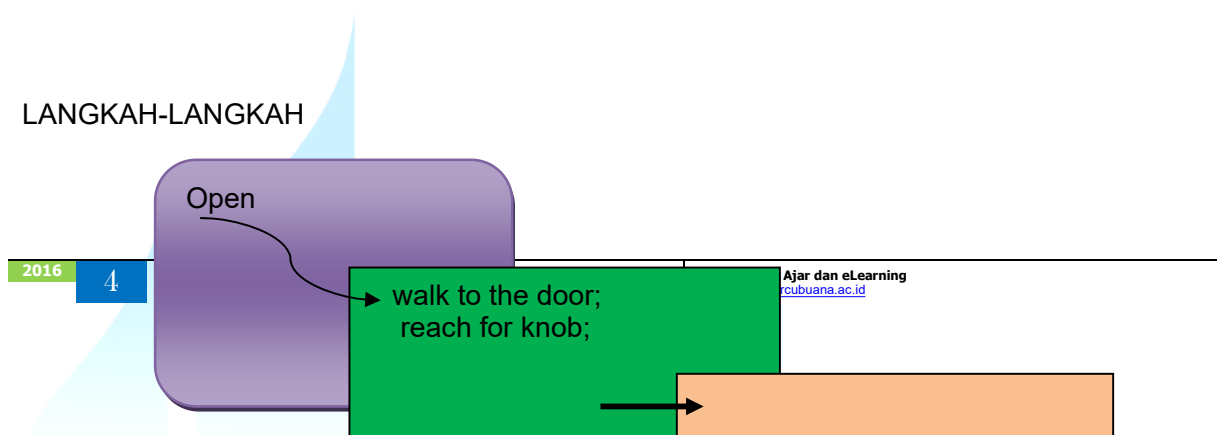 LANGKAH-LANGKAH
Open
walk to the door;
reach for knob;
2016
4
Ajar dan eLearning
rcubuana.ac.id